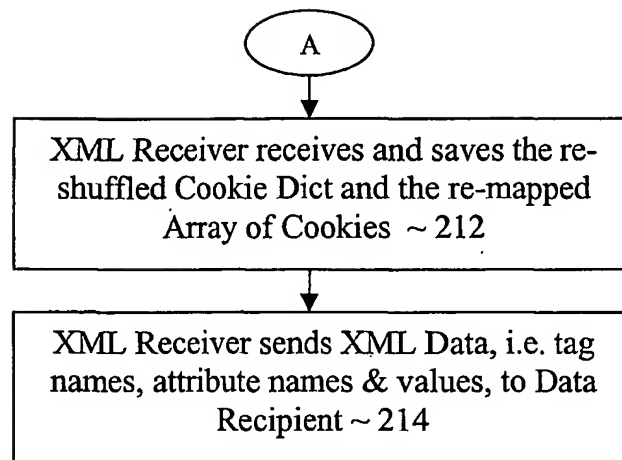 A
XML Receiver receives and saves the re-
shuffled Cookie Dict and the re-mapped
Array of Cookies ~ 212
XML Receiver sends XML Data, i.e. tag
names, attribute names & values, to Data
Recipient ~ 214